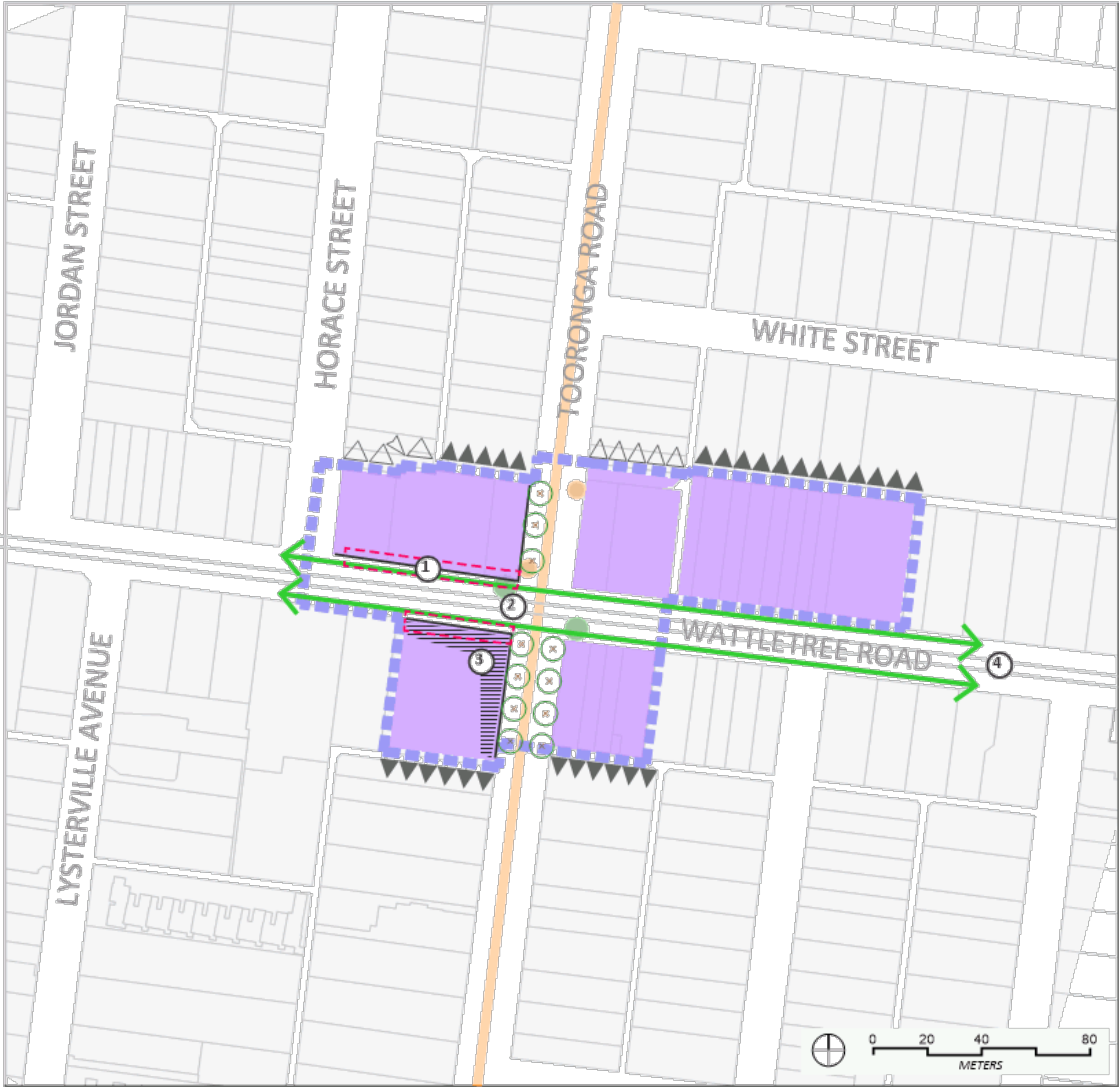 JORDAN STREET
HORACE STREET
TOORONGA ROAD
WHITE STREET
1
2
WATTLETREE ROAD
3
4
LYSTERVILLE AVENUE
0 20 40 80
METERS